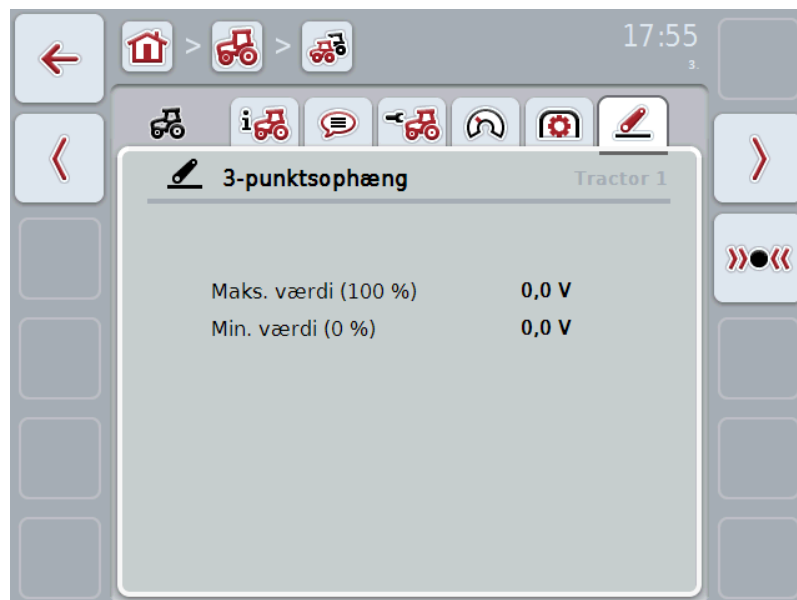 17:55
3.
i
3-punktsophæng
Tractor 1
Maks. værdi (100 %)
0,0 V
Min. værdi (0 %)
0,0 V